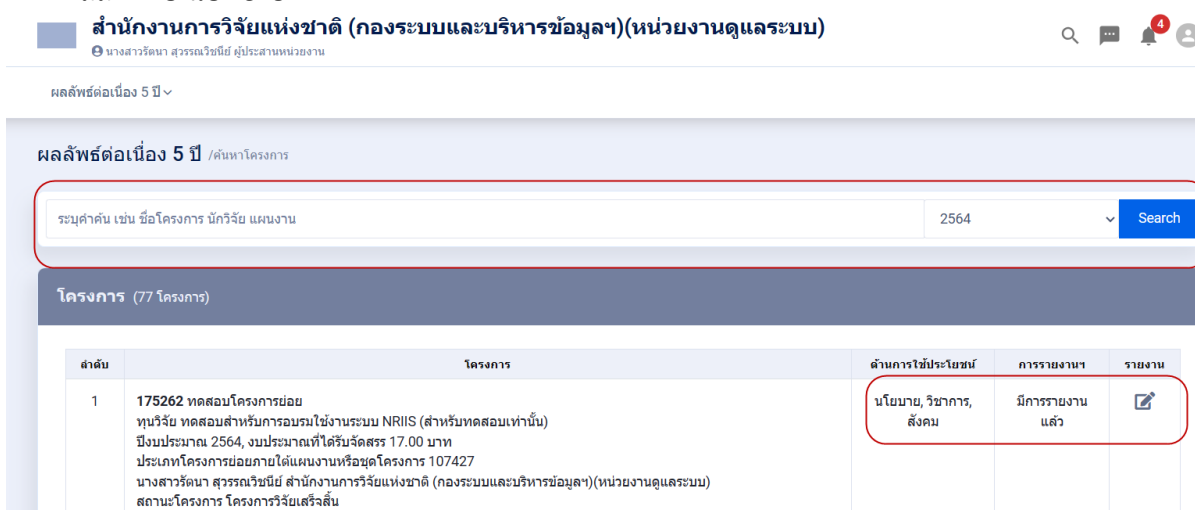 สำนักงานการวิจัยแห่งชาติ (กองระบบและบริหารข้อมูลฯ)(หน่วยงานดูแลระบบ)
นางสาวรัตนา สุวรรณวิชนีย์ ผู้ประสานหน่วยงาน
4
ผลลัพธ์ต่อเนื่อง 5 ปี
ผลลัพธ์ต่อเนื่อง 5 ปี /ค้นหาโครงการ
ระบุคำค้น เช่น ชื่อโครงการ นักวิจัย แผนงาน 2564 Search
โครงการ (77 โครงการ)
ลำดับ โครงการ ด้านการใช้ประโยชน์ การรายงานฯ รายงาน
1 175262 ทดสอบโครงการย่อย นโยบาย, วิชาการ, มีการรายงาน
ทุนวิจัย ทดสอบสำหรับการอบรมใช้งานระบบ NRIIS (สำหรับทดสอบเท่านั้น) สังคม แล้ว
ปีงบประมาณ 2564, งบประมาณที่ได้รับจัดสรร 17.00 บาท
ประเภทโครงการย่อยภายใต้แผนงานหรือชุดโครงการ 107427
นางสาวรัตนา สุวรรณวิชนีย์ สำนักงานการวิจัยแห่งชาติ (กองระบบและบริหารข้อมูลฯ)(หน่วยงานดูแลระบบ)
สถานะโครงการ โครงการวิจัยเสร็จสิ้น